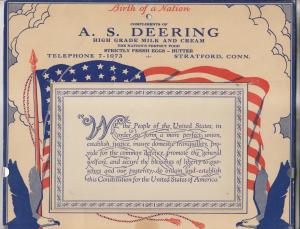 Birth of a Nation
COMPLIMENTS OF
A. S. DEERING
HIGH GRADE MILK AND CREAM
THE NATION'S PERFECT FOOD
STRICTLY FRESH EGGS - BUTTER
TELEPHONE 7-1073 STRATFORD, CONN.
"WE, the People of the United States, in
order to form a more perfect union,
establish justice, insure domestic tranquility, pro-
vide for the common defence, promote the general
welfare, and secure the blessings of liberty to our-
selves and our posterity, do ordain and establish
this Constitution for the United States of America."